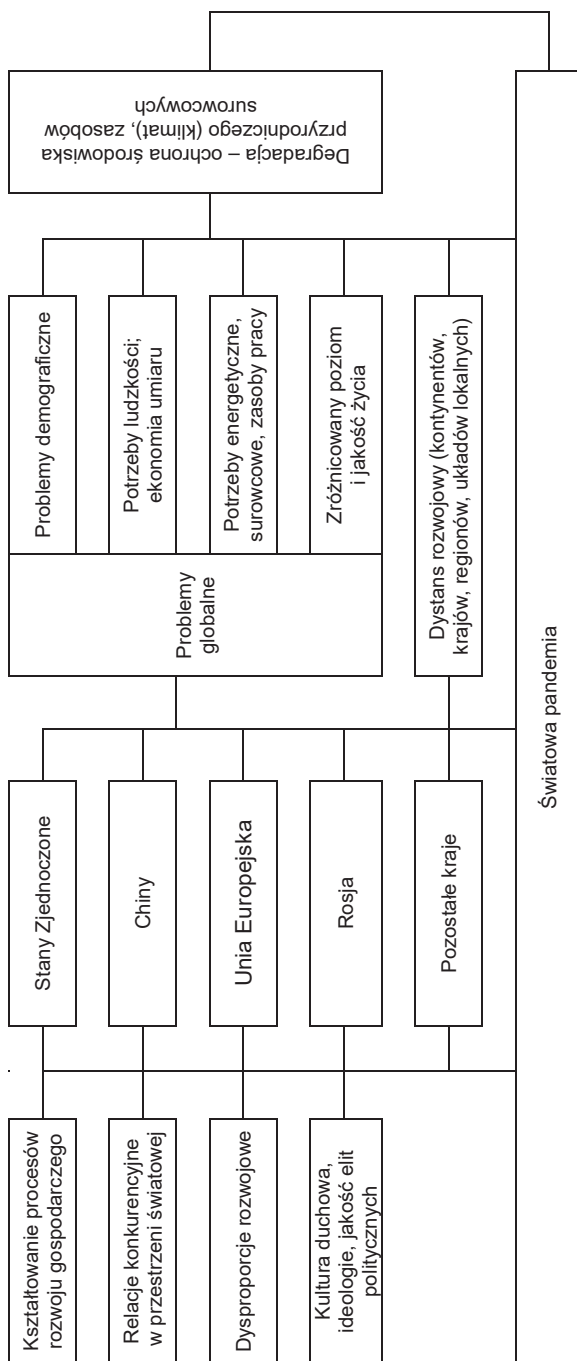 Kształtowanie procesów
rozwoju gospodarczego
Relacje konkurencyjne
w przestrzeni światowej
Dysproporcje rozwojowe
Kultura duchowa,
ideologie, jakość elit
politycznych
Stany Zjednoczone
Chiny
Unia Europejska
Rosja
Pozostałe kraje
Problemy
globalne
Problemy demograficzne
Potrzeby ludzkości;
ekonomia umiaru
Potrzeby energetyczne,
surowcowe, zasoby pracy
Zróżnicowany poziom
i jakość życia
Dystans rozwojowy (kontynentów,
krajów, regionów, układów lokalnych)
Degradacja – ochrona środowiska
przyrodniczego (klimat), zasobów
surowcowych
Światowa pandemia